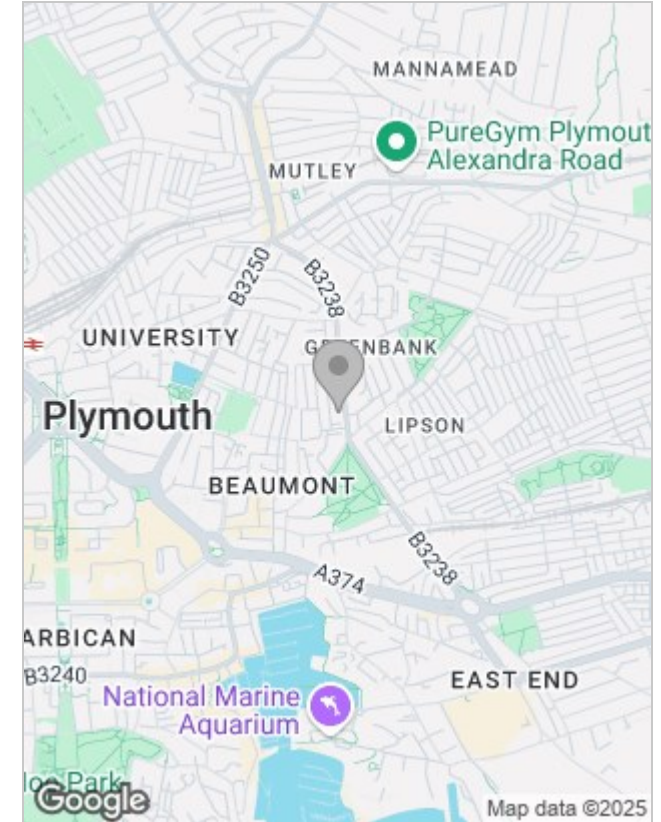 MANNAMEAD
PureGym Plymout
Alexandra Road
MUTLEY
B3250
B3238
UNIVERSITY
Plymouth
LIPSON
BEAUMONT
B3238
A374
ARBICAN
B3240
EAST END
National Marine
Aquarium
Park
Google
Map data ©2025